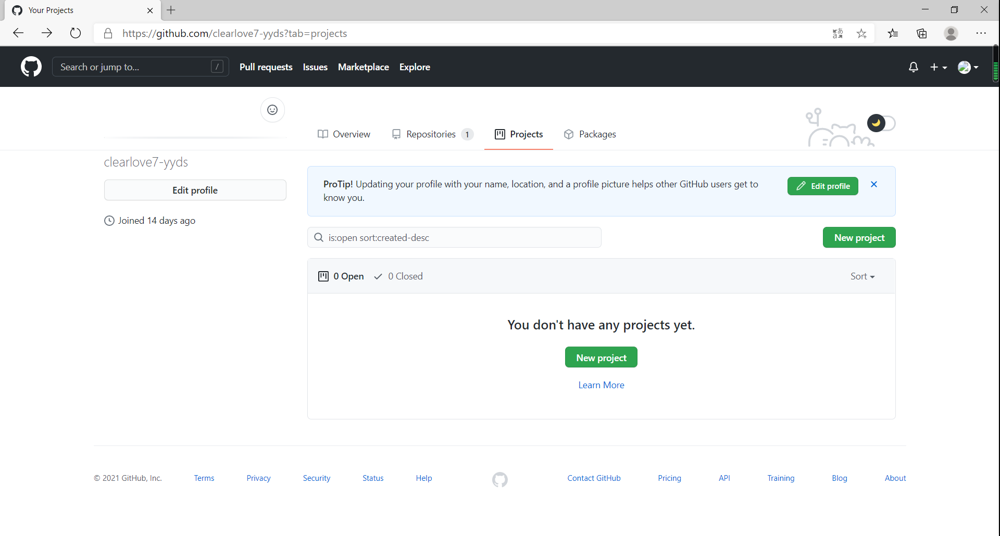 Your Projects
https://github.com/clearlove7-yyds?tab=projects
Search or jump to... /
Pull requests Issues Marketplace Explore
Overview Repositories 1 Projects Packages
clearlove7-yyds
Edit profile
Joined 14 days ago
ProTip! Updating your profile with your name, location, and a profile picture helps other GitHub users get to
know you.
Edit profile
is:open sort:created-desc
New project
0 Open 0 Closed
Sort
You don't have any projects yet.
New project
Learn More
© 2021 GitHub, Inc. Terms Privacy Security Status Help Contact GitHub Pricing API Training Blog About